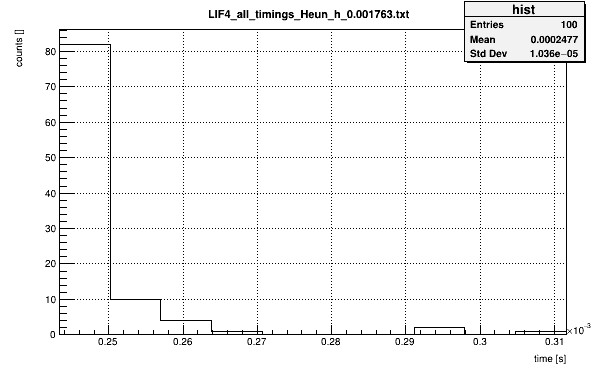 LIF4_all_timings_Heun_h_0.001763.txt
hist
Entries 100
Mean 0.0002477
Std Dev 1.036e−05
counts []
80
70
60
50
40
30
20
10
0
0.25 0.26 0.27 0.28 0.29 0.3 0.31
×10⁻³
time [s]